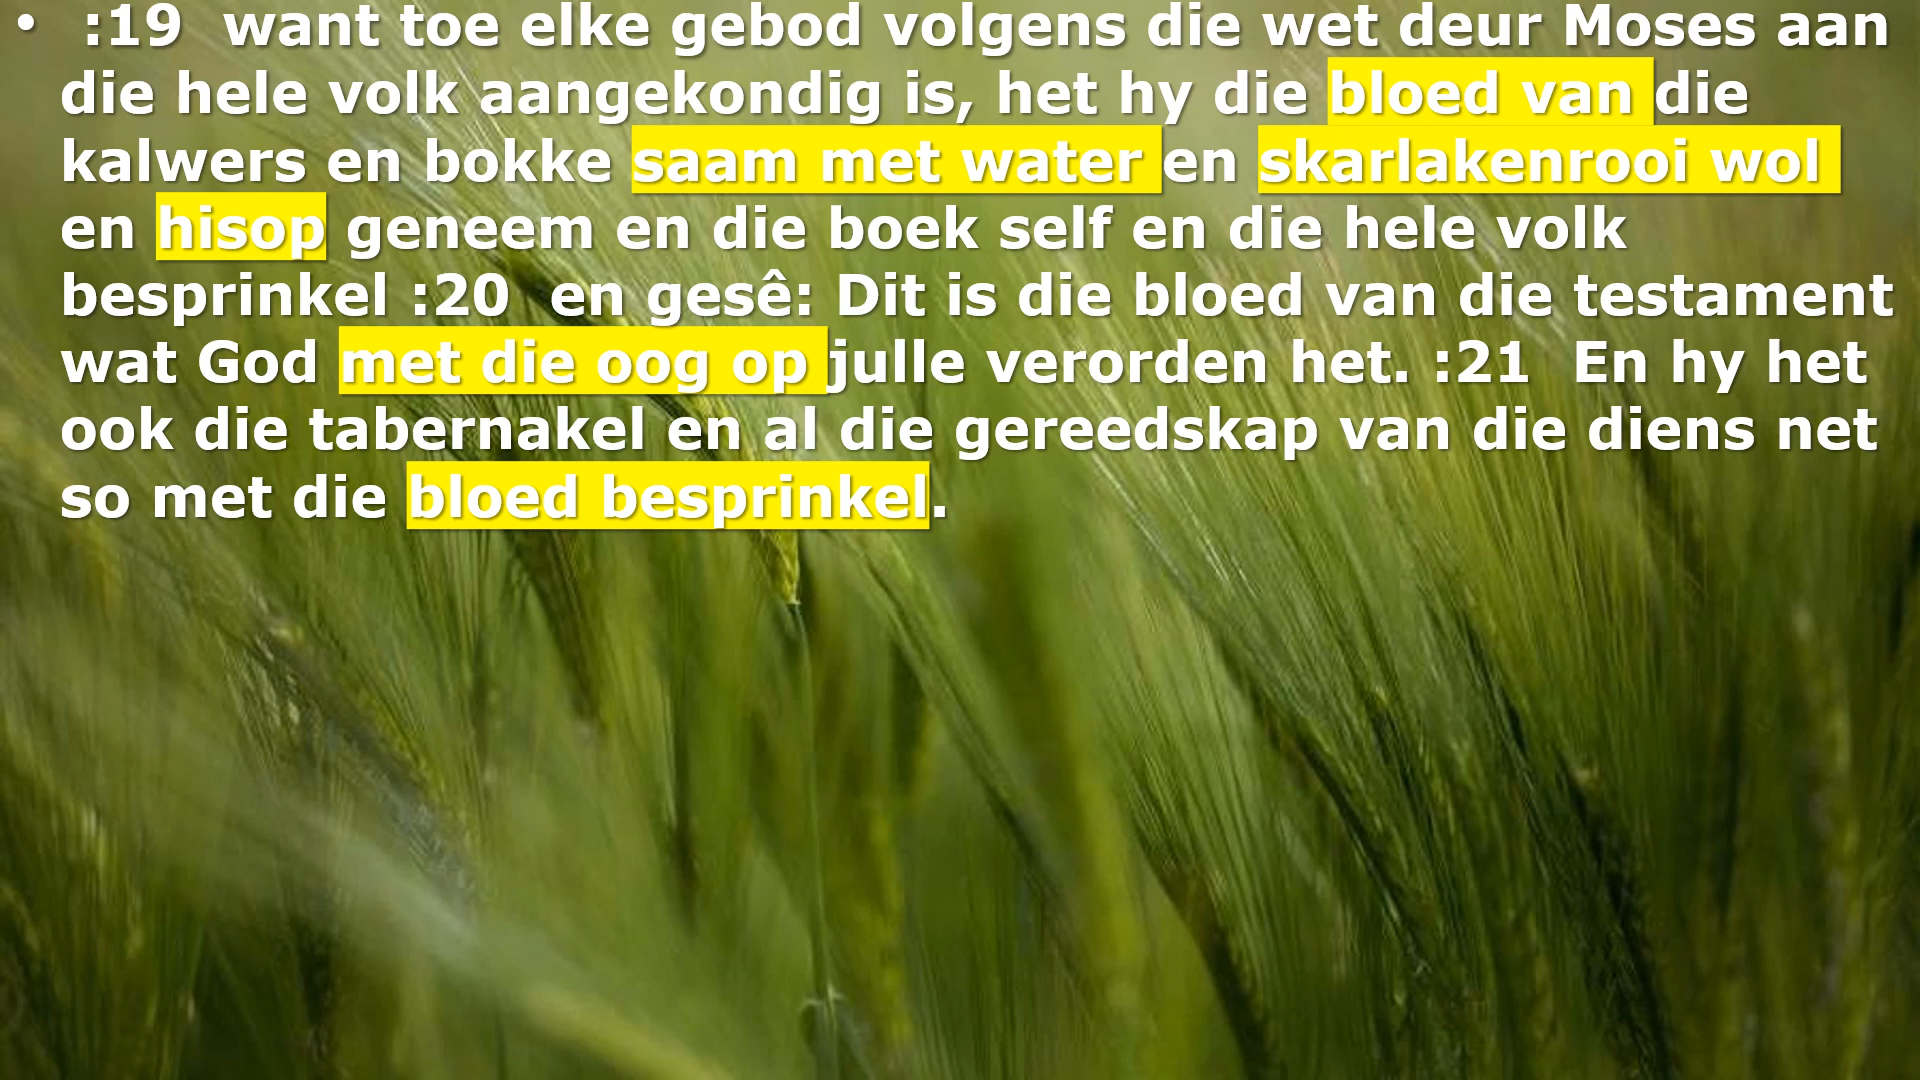 • :19 want toe elke gebod volgens die wet deur Moses aan
die hele volk aangekondig is, het hy die bloed van die
kalwers en bokke saam met water en skarlakenrooi wol
en hisop geneem en die boek self en die hele volk
besprinkel :20 en gesê: Dit is die bloed van die testament
wat God met die oog op julle verorden het. :21 En hy het
ook die tabernakel en al die gereedskap van die diens net
so met die bloed besprinkel.